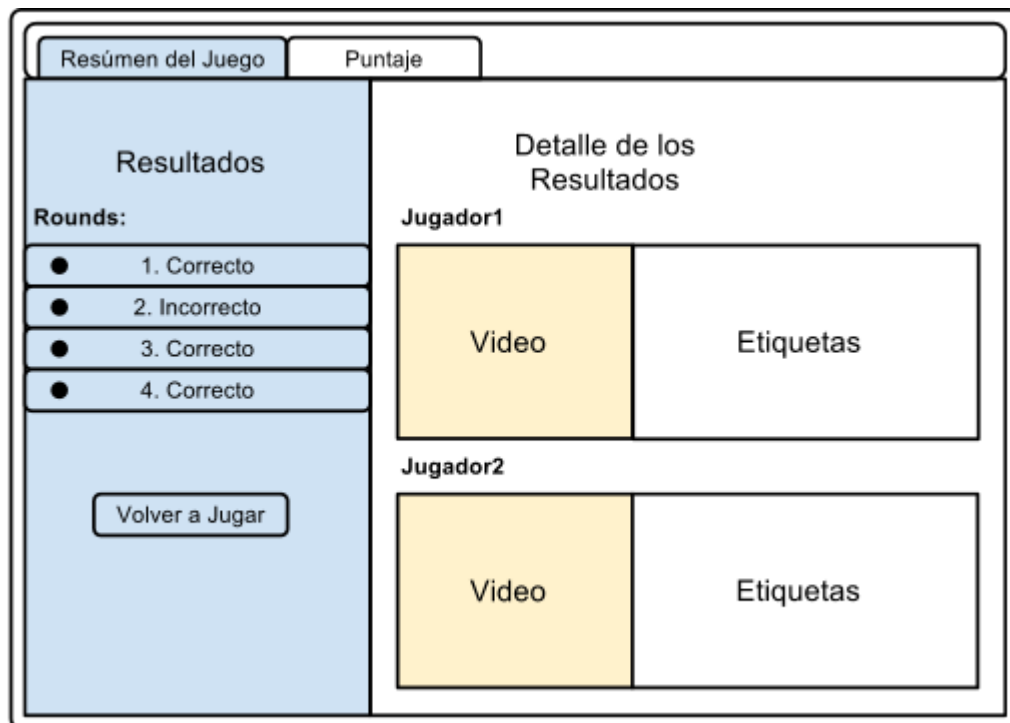 Resúmen del Juego
Puntaje
Resultados
Rounds:
1. Correcto
2. Incorrecto
3. Correcto
4. Correcto
Volver a Jugar
Detalle de los
Resultados
Jugador1
Video
Etiquetas
Jugador2
Video
Etiquetas